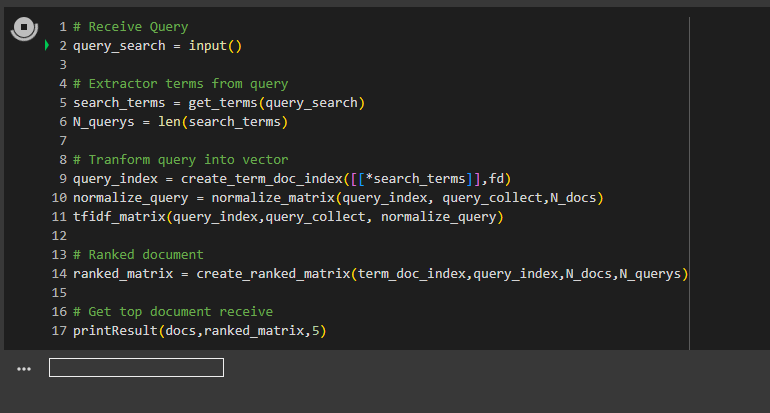 1 # Receive Query
2 query_search = input()
3
4 # Extractor terms from query
5 search_terms = get_terms(query_search)
6 N_querys = len(search_terms)
7
8 # Tranform query into vector
9 query_index = create_term_doc_index([[*search_terms]],fd)
10 normalize_query = normalize_matrix(query_index, query_collect,N_docs)
11 tfidf_matrix(query_index,query_collect, normalize_query)
12
13 # Ranked document
14 ranked_matrix = create_ranked_matrix(term_doc_index,query_index,N_docs,N_querys)
15
16 # Get top document receive
17 printResult(docs,ranked_matrix,5)